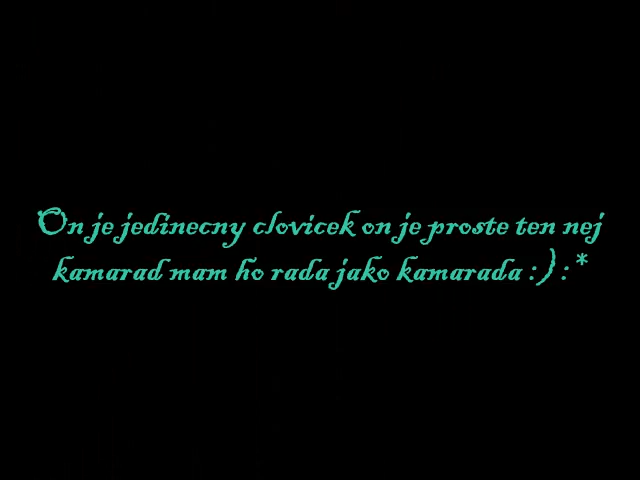 On je jedinecny clovicek on je proste ten nej
kamarad mam ho rada jako kamarada :) :*